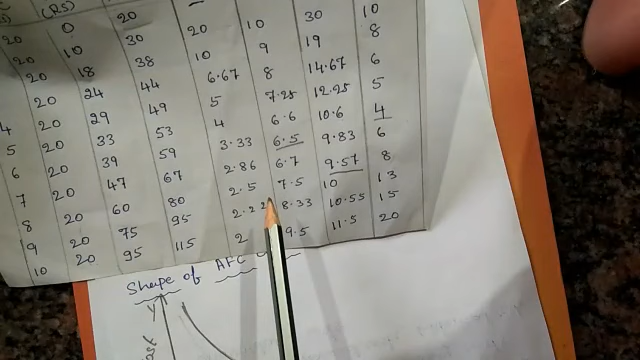 (RS)
20 0 20 -
20 10 30 20 10 30 10
20 18 38 10 9 19 8
20 24 44 6.67 8 14.67 6
4 20 29 49 5 7.25 12.25 5
5 20 33 53 4 6.6 10.6 4
6 20 39 59 3.33 6.5 9.83 6
7 20 47 67 2.86 6.7 9.57 8
8 20 60 80 2.5 7.5 10 13
9 20 75 95 2.22 8.33 10.55 15
10 20 95 115 2 9.5 11.5 20
Shape of AFC
Y